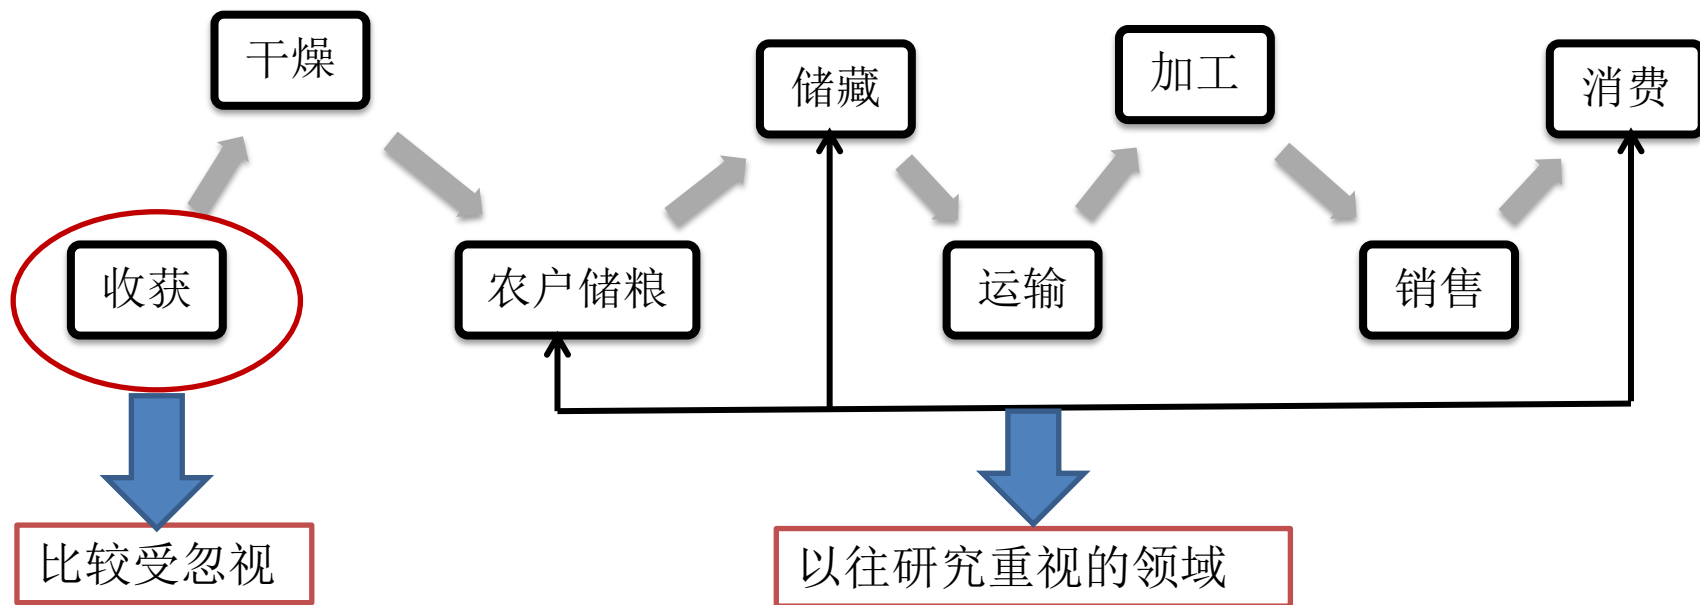 干燥
储藏
加工
消费
收获
农户储粮
运输
销售
比较受忽视
以往研究重视的领域